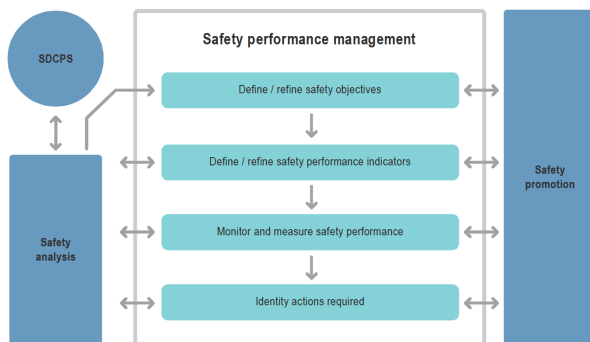 Safety performance management
SDCPS
Define / refine safety objectives
Define / refine safety performance indicators
Safety
promotion
Monitor and measure safety performance
Safety
analysis
Identity actions required